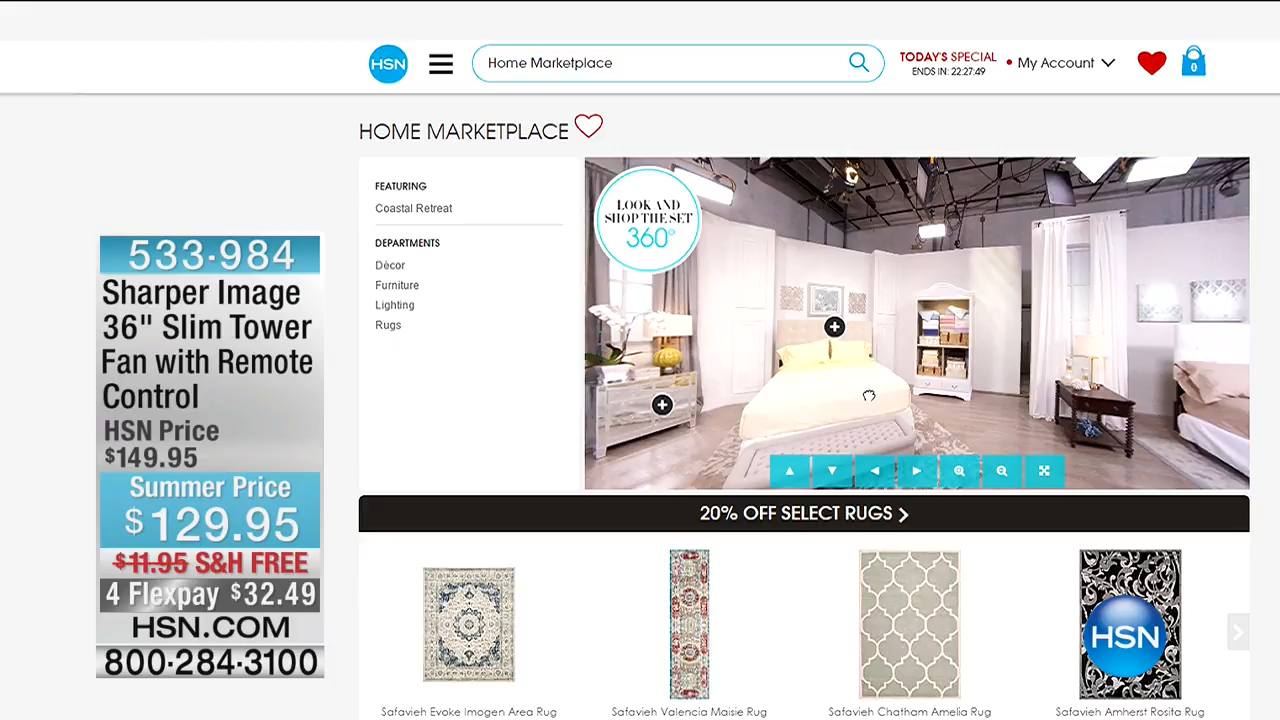 HSN
Home Marketplace
TODAY'S SPECIAL
ENDS IN: 22:27:49
My Account
0
HOME MARKETPLACE
FEATURING
Coastal Retreat
DEPARTMENTS
Dècor
Furniture
Lighting
Rugs
LOOK AND
SHOP THE SET
360°
533-984
Sharper Image
36" Slim Tower
Fan with Remote
Control
HSN Price
$149.95
Summer Price
$129.95
$11.95 S&H FREE
4 Flexpay $32.49
HSN.COM
800-284-3100
20% OFF SELECT RUGS
HSN
Safavieh Evoke Imogen Area Rug
Safavieh Valencia Maisie Rug
Safavieh Chatham Amelia Rug
Safavieh Amherst Rosita Rug